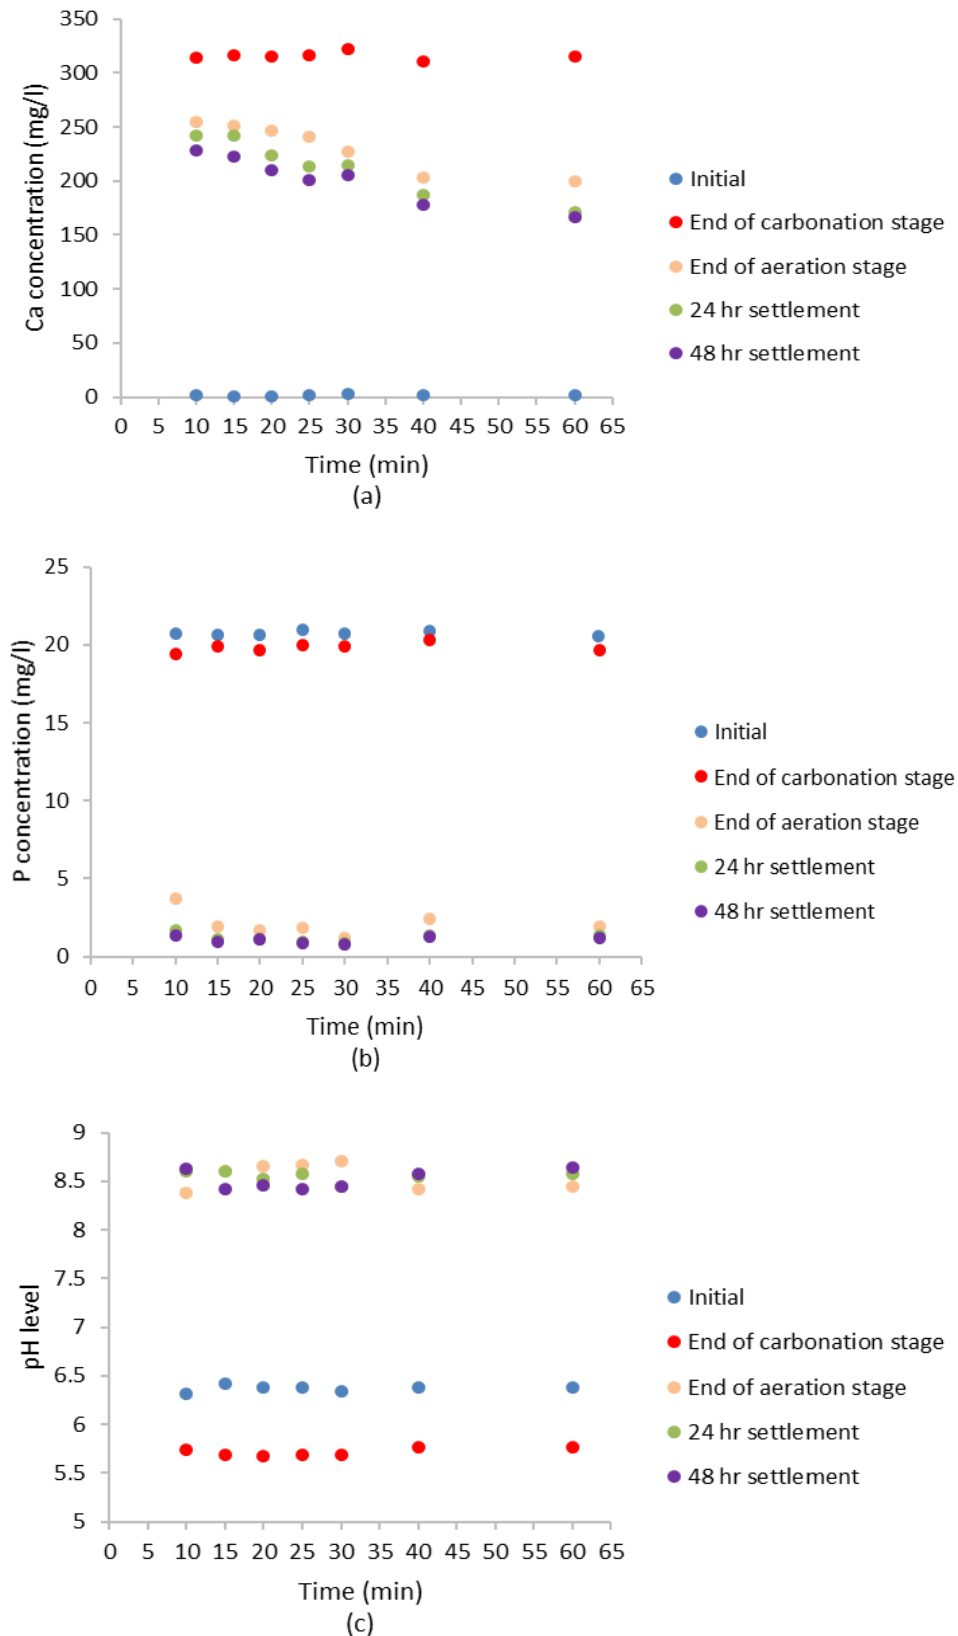 350
300
250
200
150
100
50
0
Ca concentration (mg/l)
0 5 10 15 20 25 30 35 40 45 50 55 60 65
Time (min)
(a)
Initial
End of carbonation stage
End of aeration stage
24 hr settlement
48 hr settlement
25
20
15
10
5
0
P concentration (mg/l)
0 5 10 15 20 25 30 35 40 45 50 55 60 65
Time (min)
(b)
Initial
End of carbonation stage
End of aeration stage
24 hr settlement
48 hr settlement
9
8.5
8
7.5
7
6.5
6
5.5
5
pH level
0 5 10 15 20 25 30 35 40 45 50 55 60 65
Time (min)
(c)
Initial
End of carbonation stage
End of aeration stage
24 hr settlement
48 hr settlement